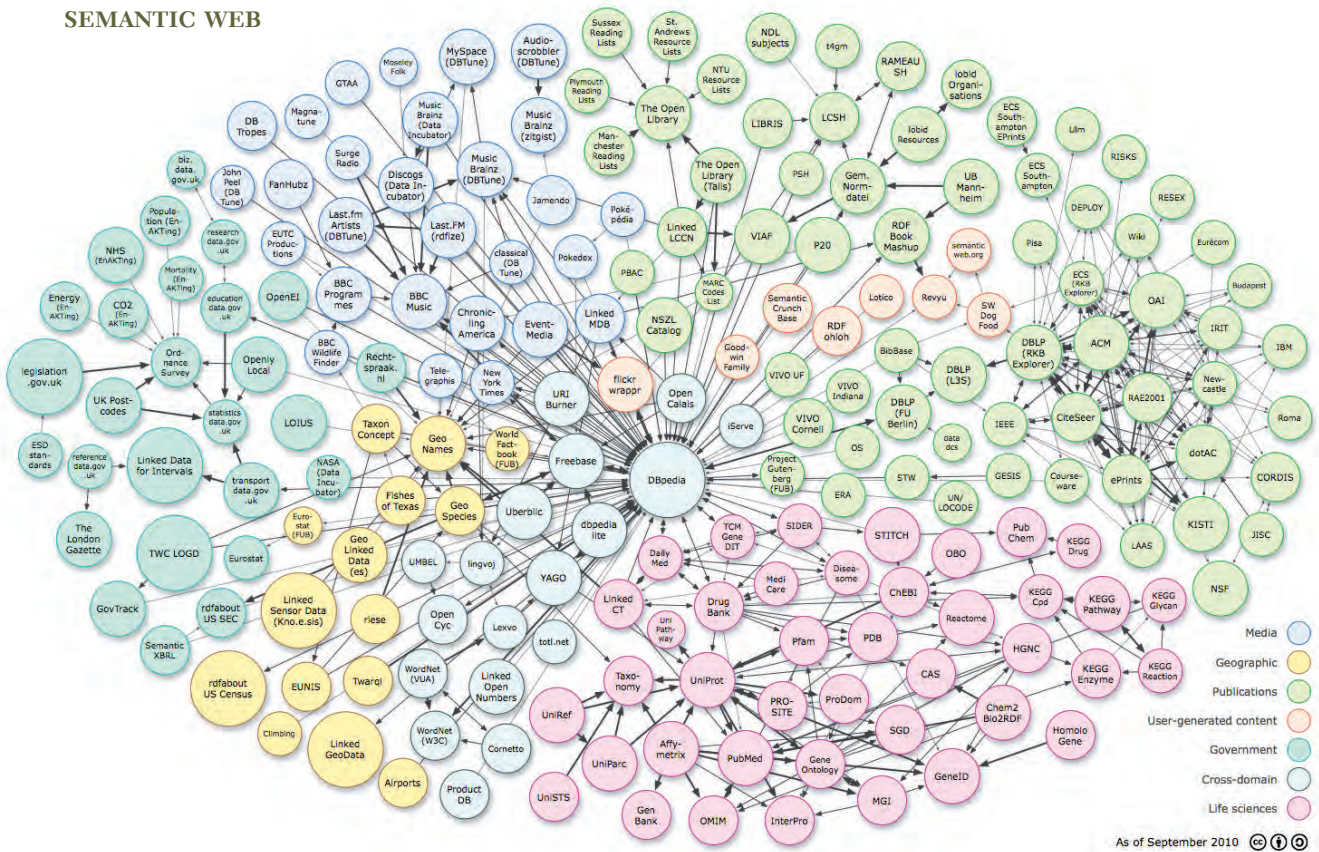 SEMANTIC WEB
Sussex
Reading
Lists
St.
Andrews
Resource
Lists
NDL
subjects
t4gm
RAMEAU
SH
lobid
Organi-
sations
Audio-
scrobbler
(DBTune)
MySpace
(DBTune)
Moseley
Folk
GTAA
Magna-
tune
DB
Tropes
Plymouth
Reading
Lists
NTU
Resource
Lists
The Open
Library
LIBRIS
LCSH
lobid
Resources
ECS
South-
ampton
EPrints
Ulm
RISKS
Music
Brainz
(Data
Incubator)
Music
Brainz
(zitgist)
Man-
chester
Reading
Lists
biz.
data.
gov.uk
John
Peel
(DB
Tune)
FanHubz
Surge
Radio
Discogs
(Data In-
cubator)
Music
Brainz
(DBTune)
The Open
Library
(Talis)
PSH
Gem.
Norm-
datei
UB
Mann-
heim
ECS
South-
ampton
RESEX
DEPLOY
Popula-
tion (En-
AKTing)
research
data.gov
.uk
EUTC
Produc-
tions
Last.fm
Artists
(DBTune)
Last.FM
(rdfize)
Jamendo
Poké-
pédia
Linked
LCCN
VIAF
P20
RDF
Book
Mashup
semantic
web.org
Pisa
Wiki
Eurécom
NHS
(EnAKTing)
Mortality
(En-
AKTing)
classical
(DB
Tune)
Pokedex
PBAC
MARC
Codes
List
ECS
(RKB
Explorer)
Budapest
Energy
(En-
AKTing)
CO2
(En-
AKTing)
education
data.gov
.uk
OpenEI
BBC
Program
mes
BBC
Music
Chronic-
ling
America
Event-
Media
Linked
MDB
NSZL
Catalog
Semantic
Crunch
Base
Lotico
Revyu
SW
Dog
Food
OAI
IRIT
IBM
legislation
.gov.uk
Ord-
nance
Survey
Openly
Local
BBC
Wildlife
Finder
Recht-
spraak.
nl
Tele-
graphis
New
York
Times
URI
Burner
flickr
wrappr
Open
Calais
Good-
win
Family
RDF
ohloh
BibBase
DBLP
(L3S)
DBLP
(RKB
Explorer)
ACM
New-
castle
UK Post-
codes
statistics
data.gov
.uk
LOIUS
Taxon
Concept
Geo
Names
World
Fact-
book
(FUB)
Freebase
iServe
VIVO UF
VIVO
Indiana
VIVO
Cornell
DBLP
(FU
Berlin)
IEEE
CiteSeer
RAE2001
Roma
ESD
stan-
dards
reference
data.gov
.uk
Linked Data
for Intervals
transport
data.gov
.uk
NASA
(Data
Incu-
bator)
DBpedia
Project
Guten-
berg
(FUB)
OS
data
dcs
STW
GESIS
Course-
ware
ePrints
dotAC
CORDIS
The
London
Gazette
TWC LOGD
Eurostat
Euro-
stat
(FUB)
Fishes
of Texas
Geo
Species
Uberblic
dbpedia
lite
ERA
UN/
LOCODE
LAAS
KISTI
JISC
NSF
GovTrack
Semantic
XBRL
rdfabout
US SEC
Geo
Linked
Data
(es)
Linked
Sensor Data
(Kno.e.sis)
riese
UMBEL
lingvoj
YAGO
Open
Cyc
Lexvo
totl.net
Daily
Med
TCM
Gene
DIT
SIDER
STITCH
OBO
Pub
Chem
KEGG
Drug
Linked
CT
Drug
Bank
Medi
Care
Disea-
some
ChEBI
KEGG
Cpd
KEGG
Pathway
KEGG
Glycan
Uni
Path-
way
Pfam
PDB
Reactome
HGNC
KEGG
Enzyme
KEGG
Reaction
rdfabout
US Census
EUNIS
Twarql
WordNet
(VUA)
Linked
Open
Numbers
Taxo-
nomy
UniProt
PRO-
SITE
ProDom
CAS
Chem2
Bio2RDF
Climbing
Linked
GeoData
WordNet
(W3C)
Cornetto
UniRef
UniParc
Affy-
metrix
PubMed
Gene
Ontology
SGD
Homolo
Gene
GeneID
Airports
Product
DB
UniSTS
Gen
Bank
OMIM
InterPro
MGI
Media
Geographic
Publications
User-generated content
Government
Cross-domain
Life sciences
As of September 2010
cc